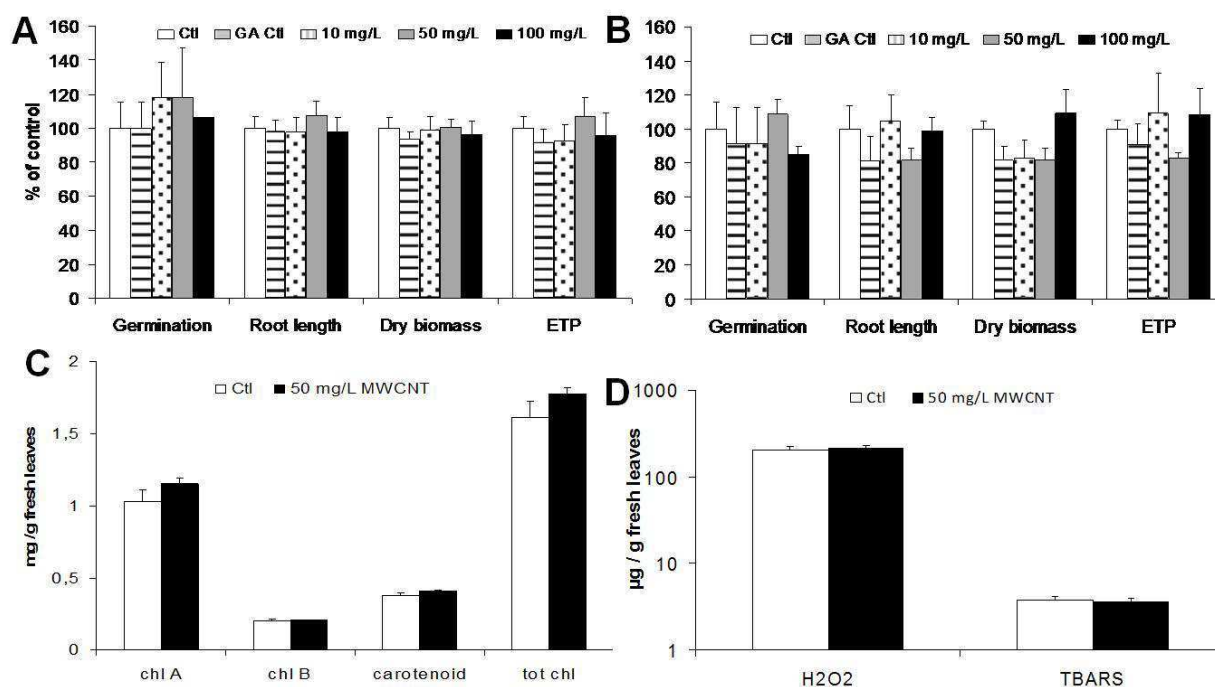 A
Ctl GA Ctl 10 mg/L 50 mg/L 100 mg/L
% of control
160
140
120
100
80
60
40
20
0
Germination Root length Dry biomass ETP
B
Ctl GA Ctl 10 mg/L 50 mg/L 100 mg/L
160
140
120
100
80
60
40
20
0
Germination Root length Dry biomass ETP
C
Ctl 50 mg/L MWCNT
mg /g fresh leaves
2
1,5
1
0,5
0
chl A chl B carotenoid tot chl
D
Ctl 50 mg/L MWCNT
µg / g fresh leaves
1000
100
10
1
H2O2 TBARS